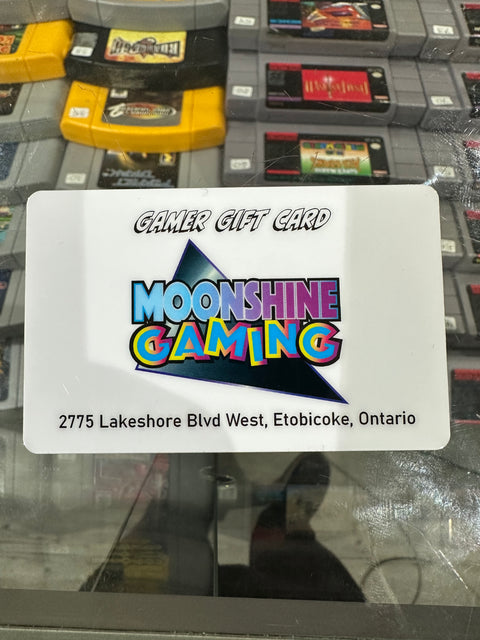 GAMER GIFT CARD
MOONSHINE
GAMING
2775 Lakeshore Blvd West, Etobicoke, Ontario